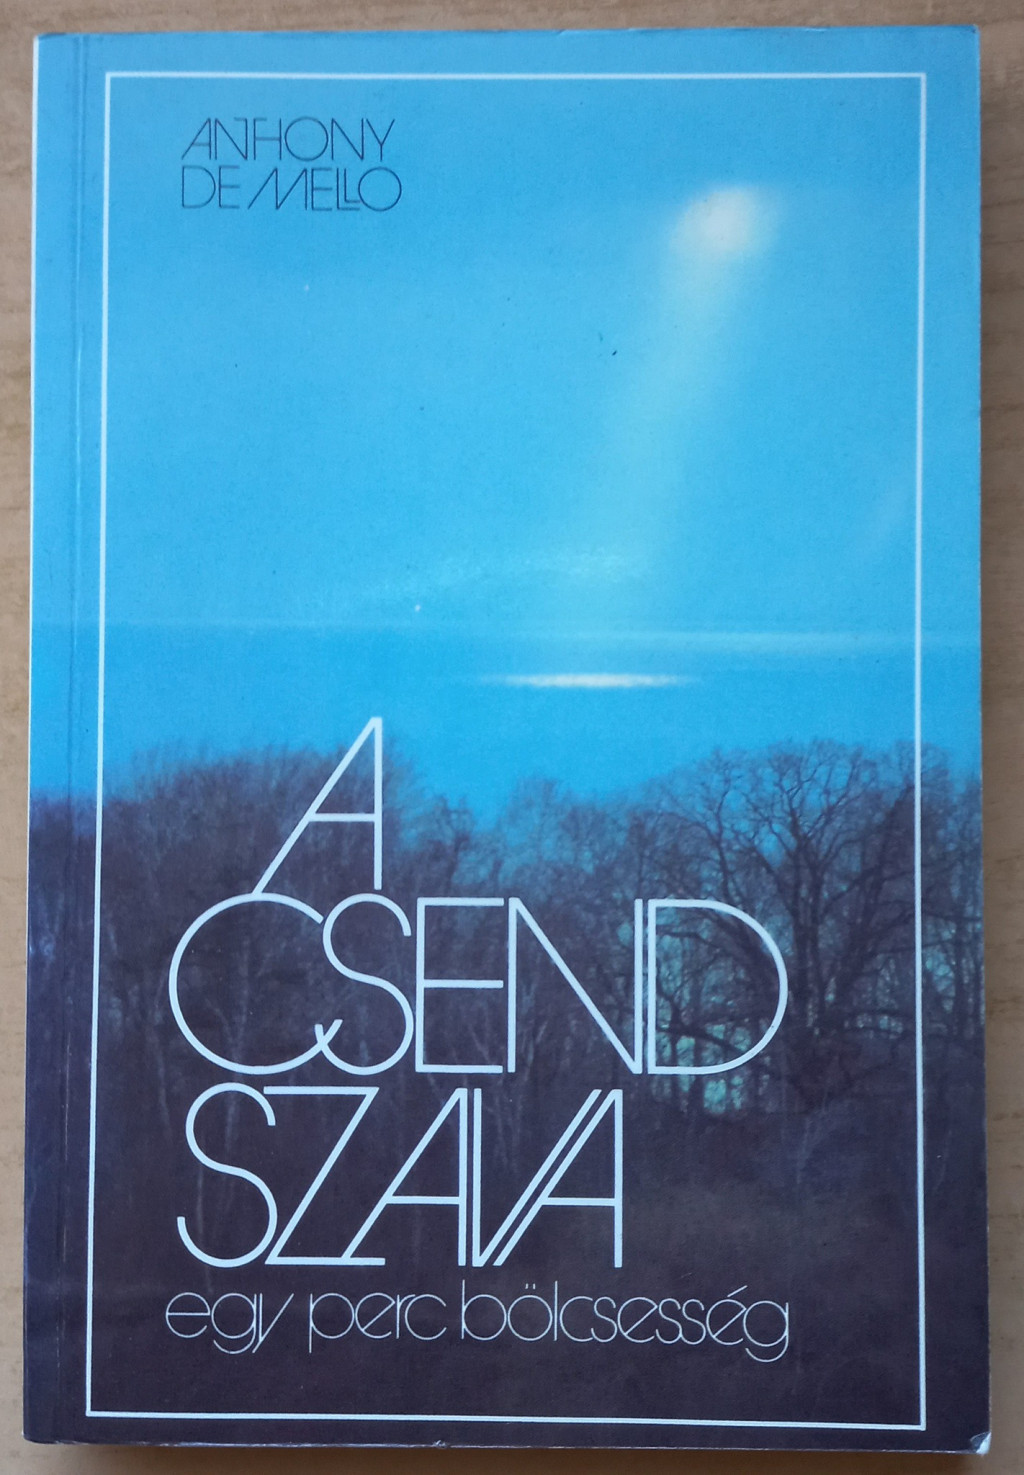 ANTHONY
DE MELLO
A
CSEND
SZAVA
egy perc bölcsesség